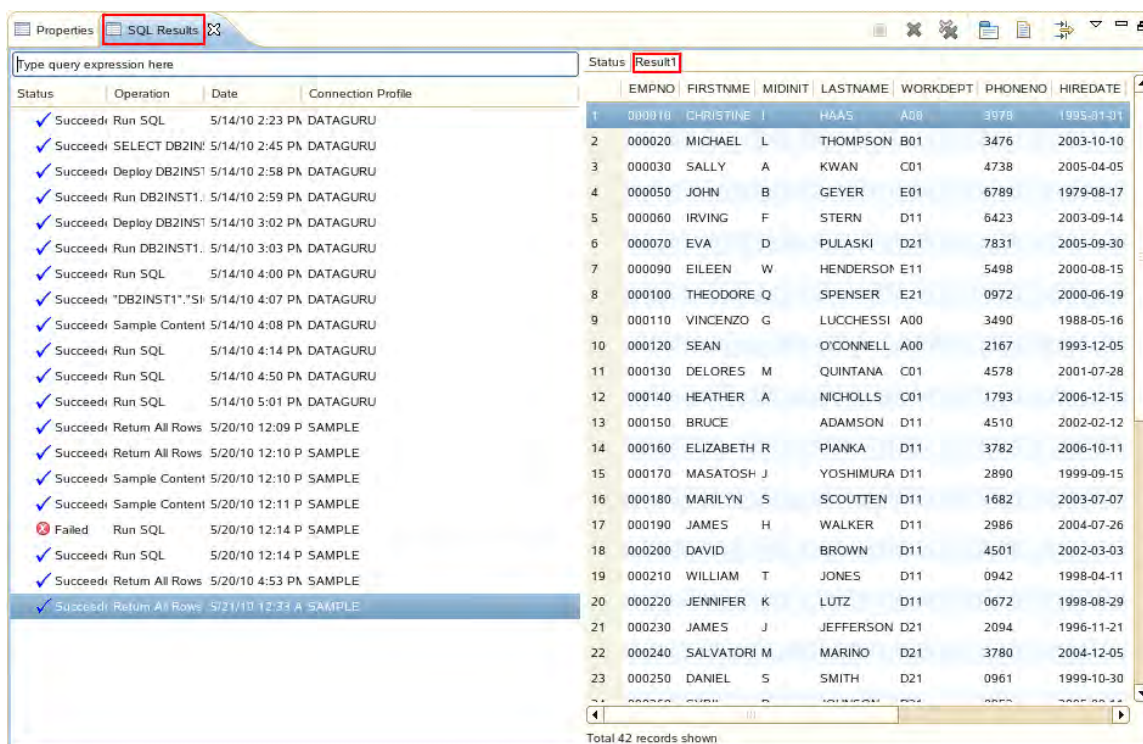 Properties SQL Results
Type query expression here
Status Operation Date Connection Profile
Succeede Run SQL 5/14/10 2:23 PM DATAGURU
Succeede SELECT DB2IN 5/14/10 2:45 PM DATAGURU
Succeede Deploy DB2INST 5/14/10 2:58 PM DATAGURU
Succeede Run DB2INST1. 5/14/10 2:59 PM DATAGURU
Succeede Deploy DB2INST 5/14/10 3:02 PM DATAGURU
Succeede Run DB2INST1. 5/14/10 3:03 PM DATAGURU
Succeede Run SQL 5/14/10 4:00 PM DATAGURU
Succeede "DB2INST1"."SI 5/14/10 4:07 PM DATAGURU
Succeede Sample Content 5/14/10 4:08 PM DATAGURU
Succeede Run SQL 5/14/10 4:14 PM DATAGURU
Succeede Run SQL 5/14/10 4:50 PM DATAGURU
Succeede Run SQL 5/14/10 5:01 PM DATAGURU
Succeede Return All Rows 5/20/10 12:09 P SAMPLE
Succeede Return All Rows 5/20/10 12:10 P SAMPLE
Succeede Sample Content 5/20/10 12:10 P SAMPLE
Succeede Sample Content 5/20/10 12:11 P SAMPLE
Failed Run SQL 5/20/10 12:14 P SAMPLE
Succeede Run SQL 5/20/10 12:14 P SAMPLE
Succeede Return All Rows 5/20/10 4:53 PM SAMPLE
Succeede Return All Rows 5/21/10 12:33 A SAMPLE
Status Result1
EMPNO FIRSTNME MIDINIT LASTNAME WORKDEPT PHONENO HIREDATE
1 000010 CHRISTINE I HAAS A00 3978 1995-01-01
2 000020 MICHAEL L THOMPSON B01 3476 2003-10-10
3 000030 SALLY A KWAN C01 4738 2005-04-05
4 000050 JOHN B GEYER E01 6789 1979-08-17
5 000060 IRVING F STERN D11 6423 2003-09-14
6 000070 EVA D PULASKI D21 7831 2005-09-30
7 000090 EILEEN W HENDERSON E11 5498 2000-08-15
8 000100 THEODORE Q SPENSER E21 0972 2000-06-19
9 000110 VINCENZO G LUCCHESSI A00 3490 1988-05-16
10 000120 SEAN O'CONNELL A00 2167 1993-12-05
11 000130 DELORES M QUINTANA C01 4578 2001-07-28
12 000140 HEATHER A NICHOLLS C01 1793 2006-12-15
13 000150 BRUCE ADAMSON D11 4510 2002-02-12
14 000160 ELIZABETH R PIANKA D11 3782 2006-10-11
15 000170 MASATOSH J YOSHIMURA D11 2890 1999-09-15
16 000180 MARILYN S SCOUTTEN D11 1682 2003-07-07
17 000190 JAMES H WALKER D11 2986 2004-07-26
18 000200 DAVID BROWN D11 4501 2002-03-03
19 000210 WILLIAM T JONES D11 0942 1998-04-11
20 000220 JENNIFER K LUTZ D11 0672 1998-08-29
21 000230 JAMES J JEFFERSON D21 2094 1996-11-21
22 000240 SALVATORI M MARINO D21 3780 2004-12-05
23 000250 DANIEL S SMITH D21 0961 1999-10-30
Total 42 records shown